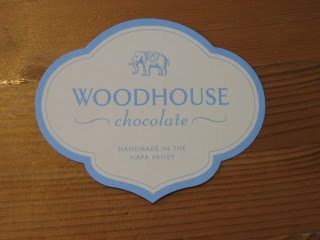 WOODHOUSE
chocolate
HANDMADE IN THE
NAPA VALLEY